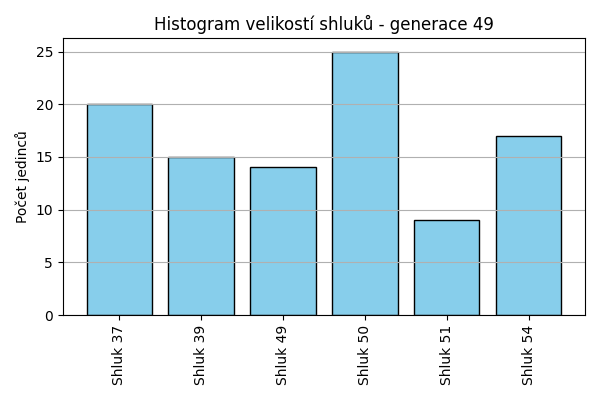 Histogram velikostí shluků - generace 49
Počet jedinců
25
20
15
10
5
0
Shluk 37
Shluk 39
Shluk 49
Shluk 50
Shluk 51
Shluk 54